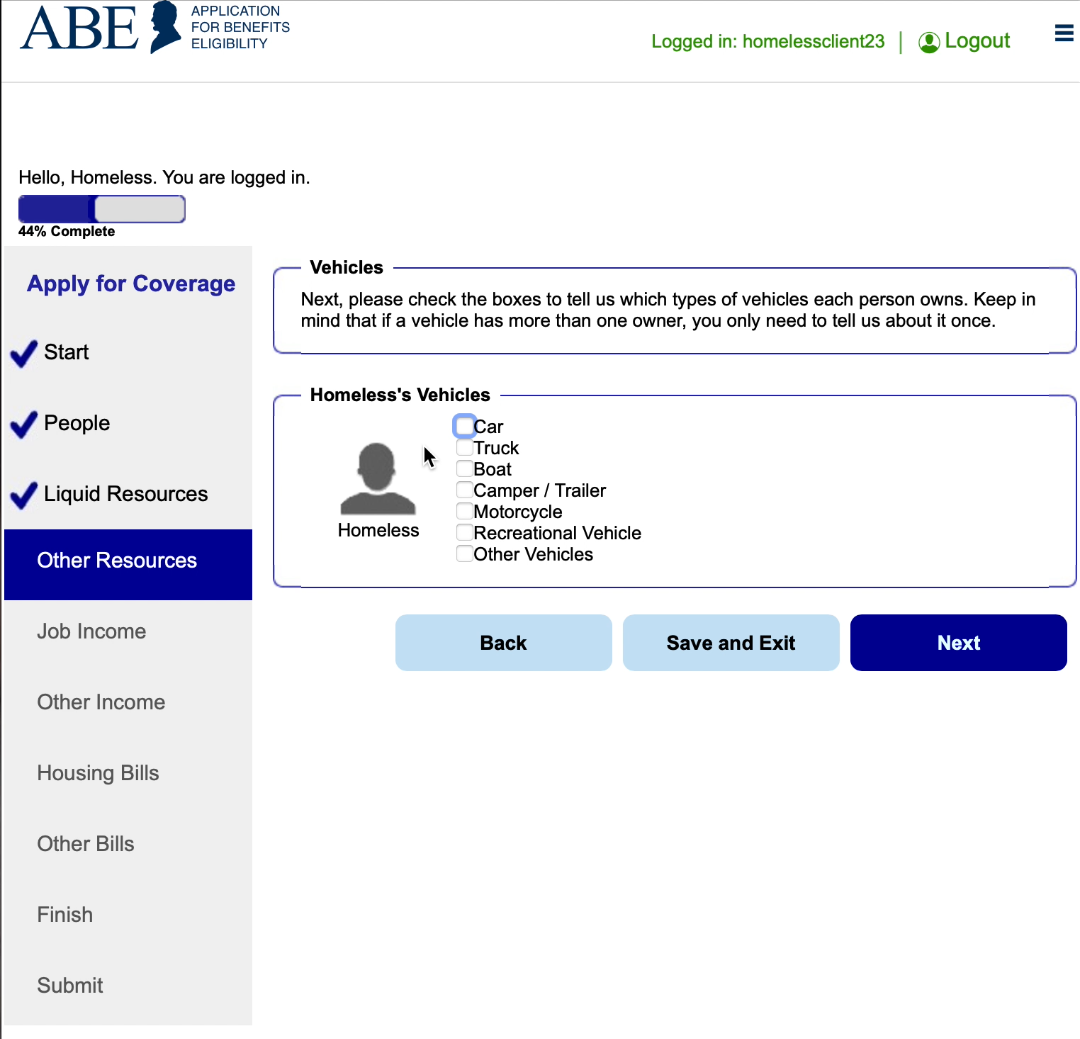 ABE
APPLICATION
FOR BENEFITS
ELIGIBILITY
Logged in: homelessclient23 | Logout
Hello, Homeless. You are logged in.
44% Complete
Apply for Coverage
Start
People
Liquid Resources
Other Resources
Job Income
Other Income
Housing Bills
Other Bills
Finish
Submit
Vehicles
Next, please check the boxes to tell us which types of vehicles each person owns. Keep in
mind that if a vehicle has more than one owner, you only need to tell us about it once.
Homeless's Vehicles
Homeless
Car
Truck
Boat
Camper / Trailer
Motorcycle
Recreational Vehicle
Other Vehicles
Back
Save and Exit
Next